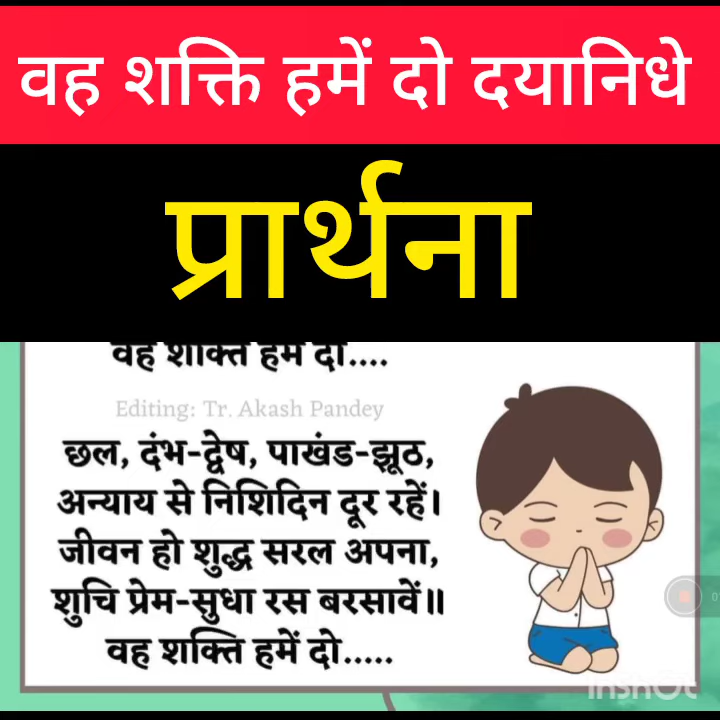 वह शक्ति हमें दो दयानिधे
प्रार्थना
वह शक्ति हमें दो....
Editing: Tr. Akash Pandey
छल, दंभ-द्वेष, पाखंड-झूठ,
अन्याय से निशिदिन दूर रहें।
जीवन हो शुद्ध सरल अपना,
शुचि प्रेम-सुधा रस बरसावें॥
वह शक्ति हमें दो.....
InShOt